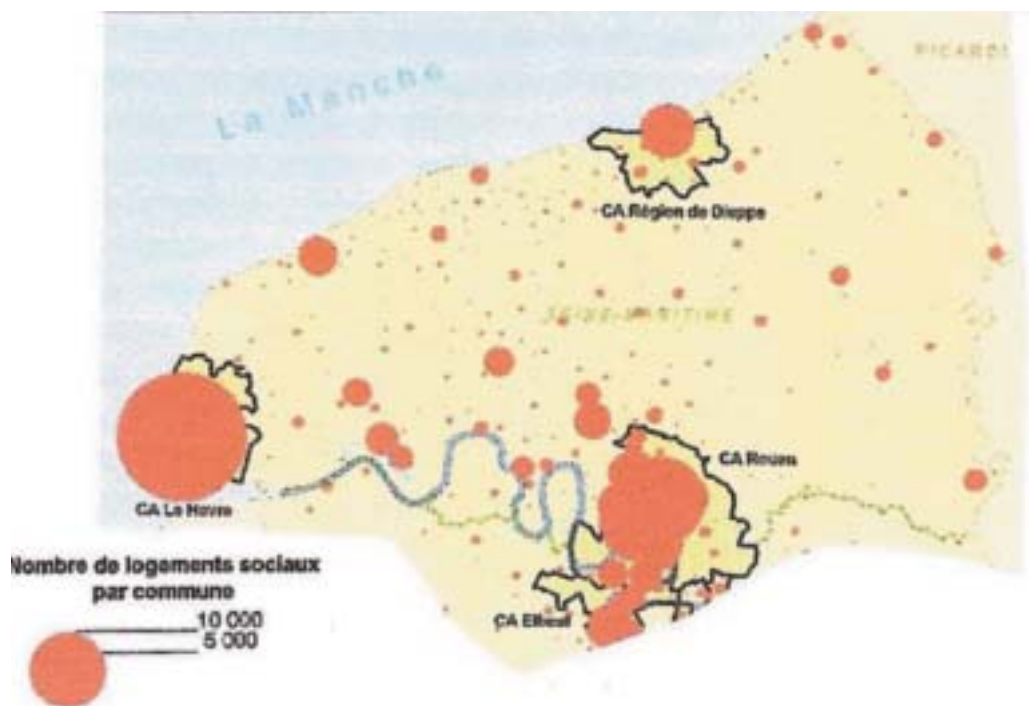 La Manche
PICARDI
CA Région de Dieppe
SEINE-MARITIME
CA Rouen
CA Le Havre
CA Elbeuf
Nombre de logements sociaux
par commune
10 000
5 000